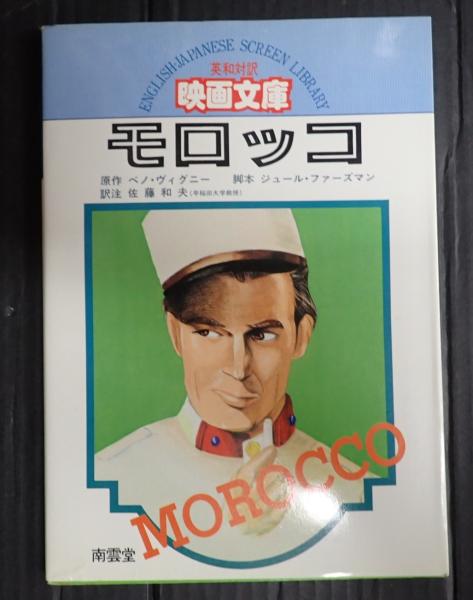 ENGLISH-JAPANESE SCREEN LIBRARY
英和対訳
映画文庫
モロッコ
原作 ベノ・ヴィグニー 脚本 ジュール・ファーズマン
訳注 佐藤和夫(早稲田大学教授)
MOROCCO
南雲堂